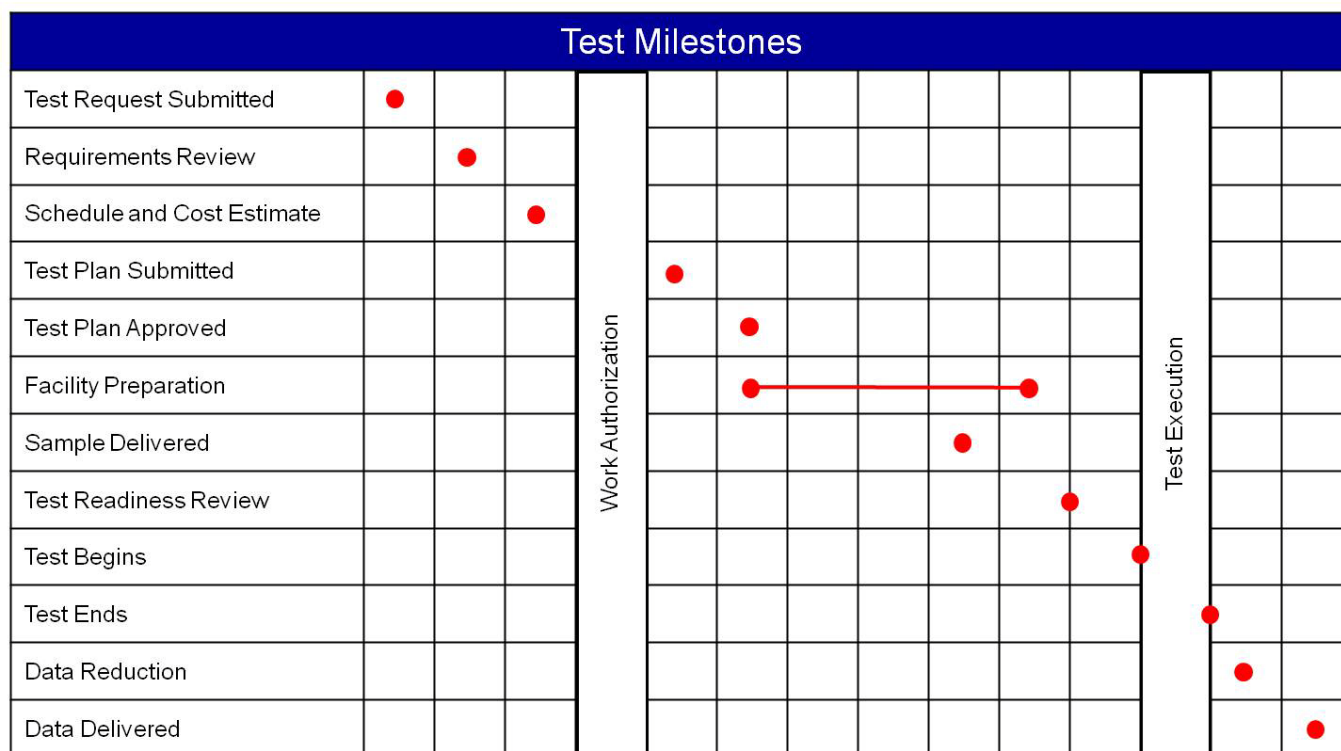 Test Milestones
Test Request Submitted
Requirements Review
Schedule and Cost Estimate
Test Plan Submitted
Test Plan Approved
Facility Preparation
Sample Delivered
Test Readiness Review
Test Begins
Test Ends
Data Reduction
Data Delivered
Work Authorization
Test Execution